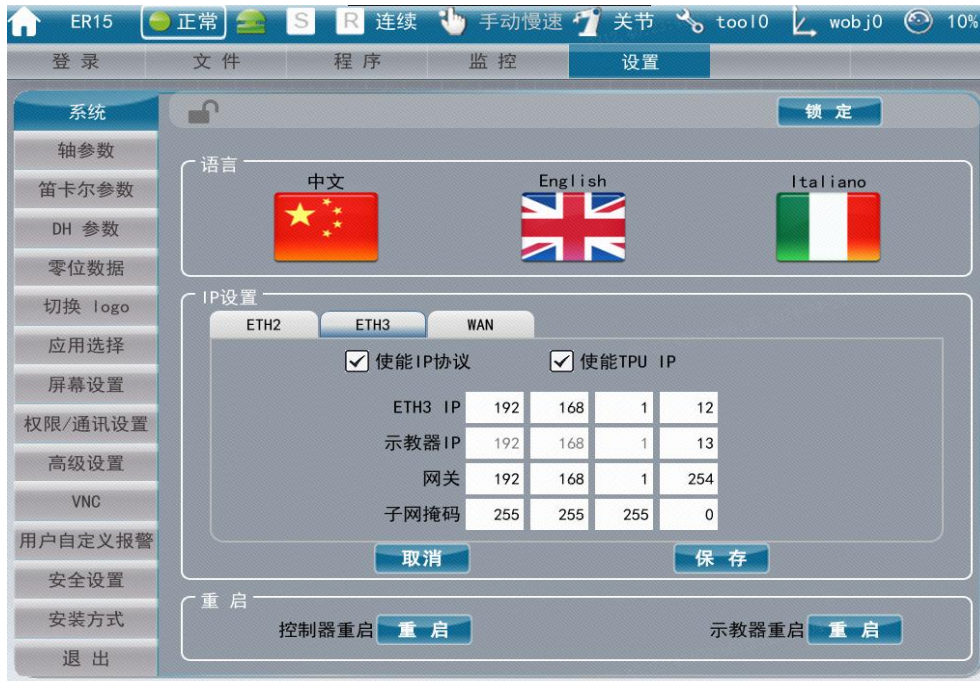 ER15 正常 S R 连续 手动慢速 关节 tool0 wobj0 10%
登 录 文 件 程 序 监 控 设置
系统
轴参数
笛卡尔参数
DH 参数
零位数据
切换 logo
应用选择
屏幕设置
权限/通讯设置
高级设置
VNC
用户自定义报警
安全设置
安装方式
退 出
锁 定
语言
中文 English Italiano
IP设置
ETH2 ETH3 WAN
使能IP协议 使能TPU IP
ETH3 IP 192 168 1 12
示教器IP 192 168 1 13
网关 192 168 1 254
子网掩码 255 255 255 0
取消 保 存
重 启
控制器重启 重 启 示教器重启 重 启